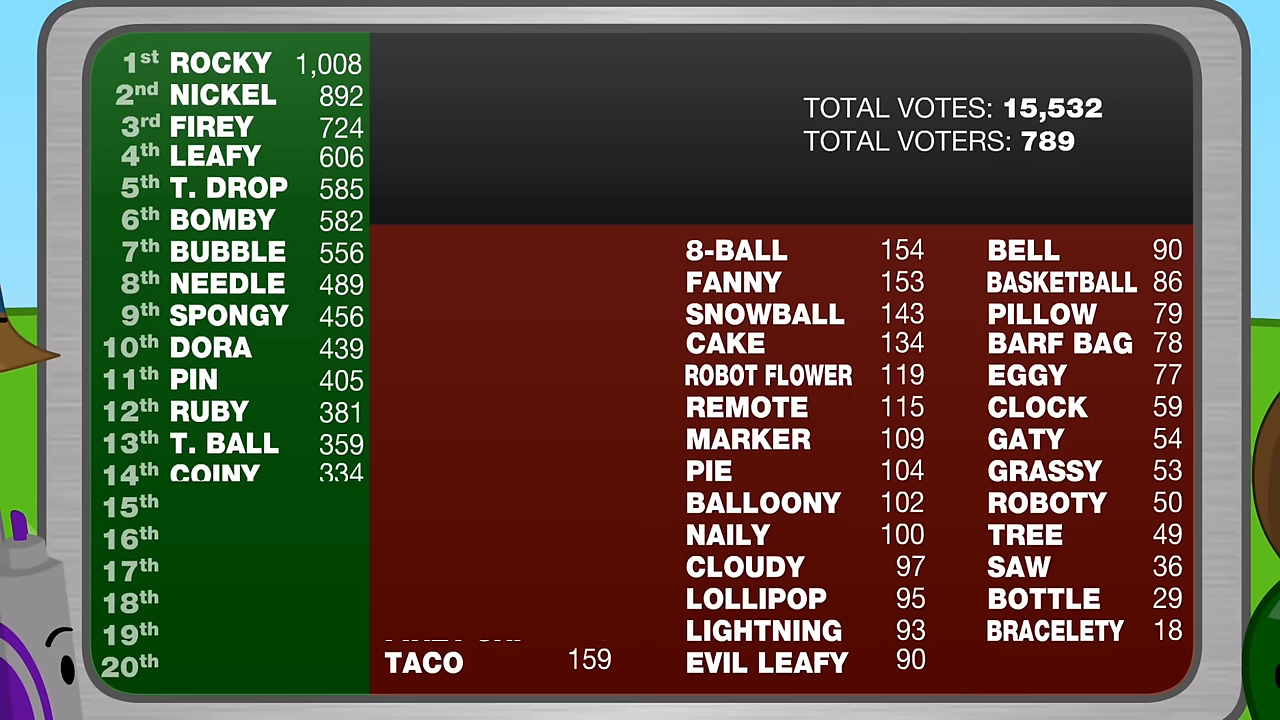 1st ROCKY 1,008
2nd NICKEL 892
3rd FIREY 724
4th LEAFY 606
5th T. DROP 585
6th BOMBY 582
7th BUBBLE 556
8th NEEDLE 489
9th SPONGY 456
10th DORA 439
11th PIN 405
12th RUBY 381
13th T. BALL 359
14th COINY 334
15th
16th
17th
18th
19th
20th
TACO 159
TOTAL VOTES: 15,532
TOTAL VOTERS: 789
8-BALL 154
FANNY 153
SNOWBALL 143
CAKE 134
ROBOT FLOWER 119
REMOTE 115
MARKER 109
PIE 104
BALLOONY 102
NAILY 100
CLOUDY 97
LOLLIPOP 95
LIGHTNING 93
EVIL LEAFY 90
BELL 90
BASKETBALL 86
PILLOW 79
BARF BAG 78
EGGY 77
CLOCK 59
GATY 54
GRASSY 53
ROBOTY 50
TREE 49
SAW 36
BOTTLE 29
BRACELETY 18